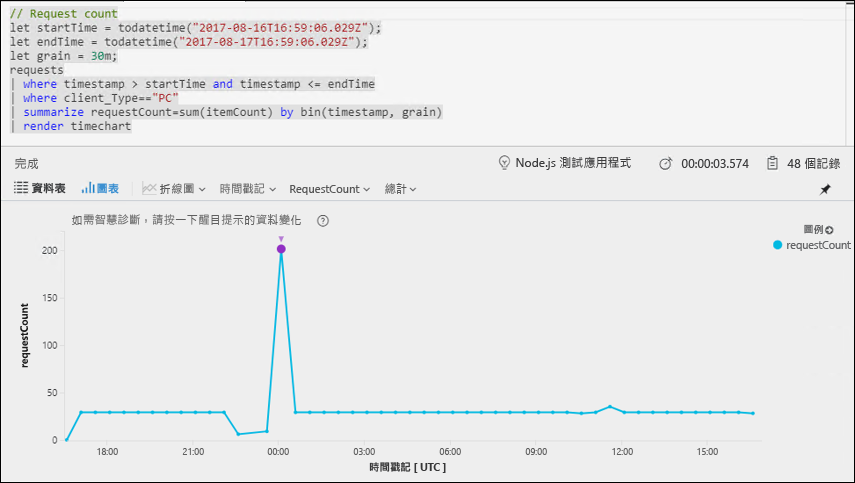 // Request count
let startTime = todatetime("2017-08-16T16:59:06.029Z");
let endTime = todatetime("2017-08-17T16:59:06.029Z");
let grain = 30m;
requests
| where timestamp > startTime and timestamp <= endTime
| where client_Type=="PC"
| summarize requestCount=sum(itemCount) by bin(timestamp, grain)
| render timechart
完成 Node.js 測試應用程式 00:00:03.574 48 個記錄
資料表 圖表 折線圖 時間戳記 RequestCount 總計
如需智慧診斷，請按一下醒目提示的資料變化 ?
圖例
requestCount
200
150
100
50
0
requestCount
18:00 21:00 00:00 03:00 06:00 09:00 12:00 15:00
時間戳記 [ UTC ]